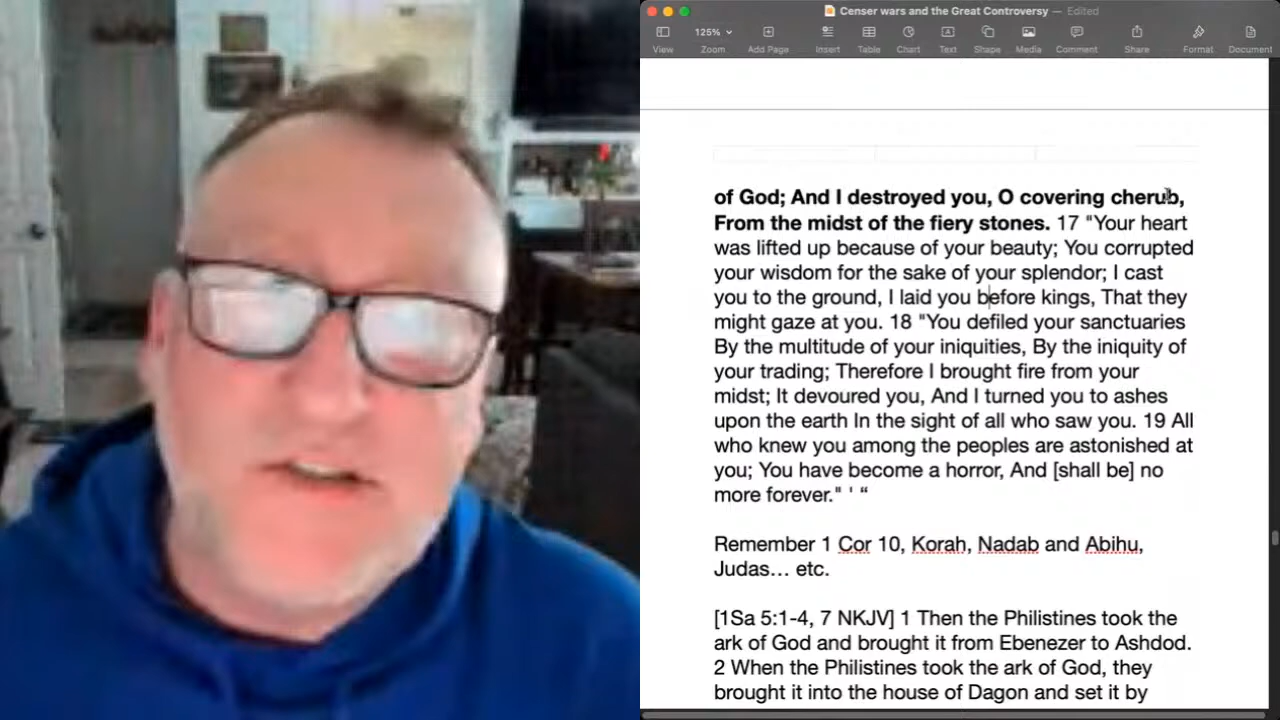 Censer wars and the Great Controversy — Edited
125%
View Zoom Add Page Insert Table Chart Text Shape Media Comment Share Format Document
of God; And I destroyed you, O covering cherub,
From the midst of the fiery stones. 17 "Your heart
was lifted up because of your beauty; You corrupted
your wisdom for the sake of your splendor; I cast
you to the ground, I laid you before kings, That they
might gaze at you. 18 "You defiled your sanctuaries
By the multitude of your iniquities, By the iniquity of
your trading; Therefore I brought fire from your
midst; It devoured you, And I turned you to ashes
upon the earth In the sight of all who saw you. 19 All
who knew you among the peoples are astonished at
you; You have become a horror, And [shall be] no
more forever." ' “
Remember 1 Cor 10, Korah, Nadab and Abihu,
Judas… etc.
[1Sa 5:1-4, 7 NKJV] 1 Then the Philistines took the
ark of God and brought it from Ebenezer to Ashdod.
2 When the Philistines took the ark of God, they
brought it into the house of Dagon and set it by